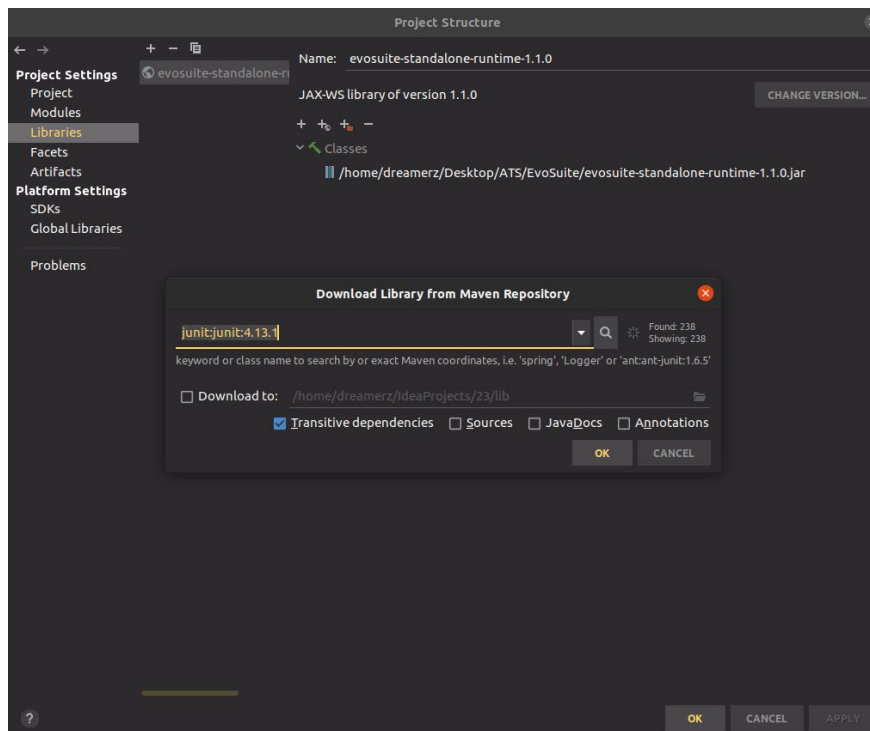 Project Structure
Project Settings
Project
Modules
Libraries
Facets
Artifacts
Platform Settings
SDKs
Global Libraries
Problems
evosuite-standalone-ru
Name: evosuite-standalone-runtime-1.1.0
JAX-WS library of version 1.1.0
CHANGE VERSION...
Classes
/home/dreamerz/Desktop/ATS/EvoSuite/evosuite-standalone-runtime-1.1.0.jar
Download Library from Maven Repository
junit:junit:4.13.1
Found: 238
Showing: 238
keyword or class name to search by or exact Maven coordinates, i.e. 'spring', 'Logger' or 'ant:ant-junit:1.6.5'
Download to: /home/dreamerz/IdeaProjects/23/lib
Transitive dependencies Sources JavaDocs Annotations
OK CANCEL
? OK CANCEL APPLY